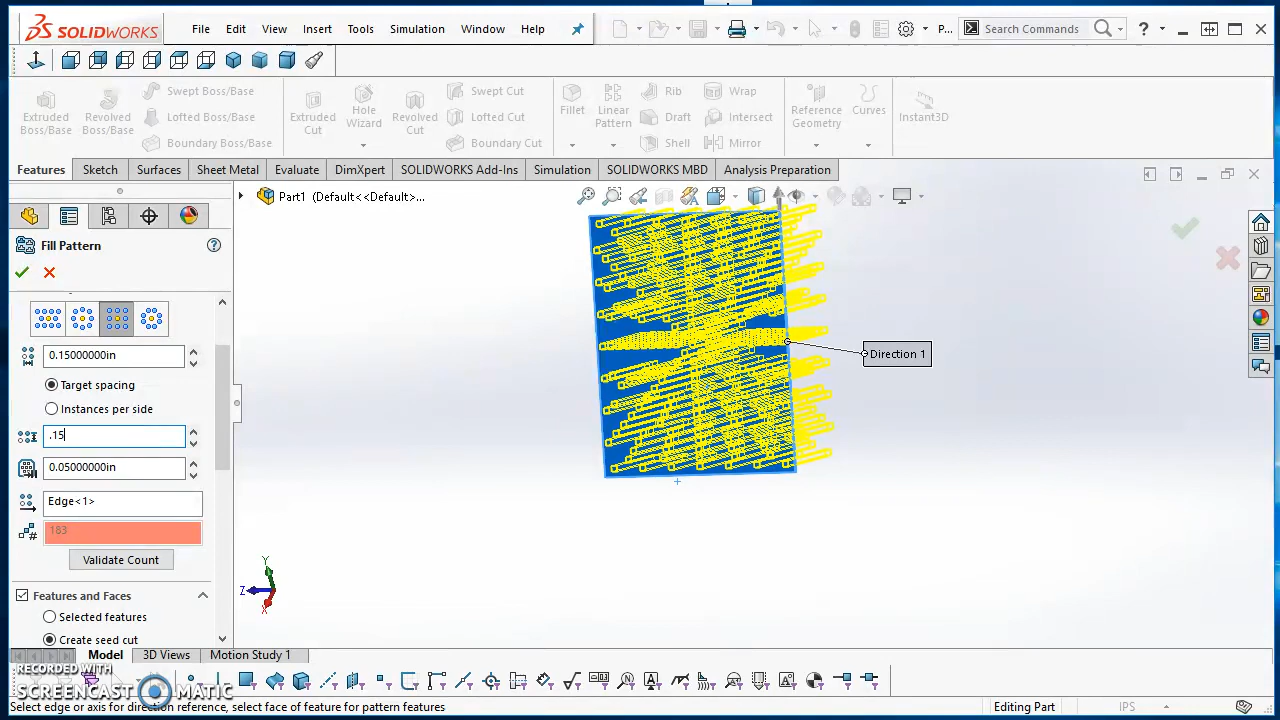 SOLIDWORKS File Edit View Insert Tools Simulation Window Help P... Search Commands ?
Extruded Boss/Base Revolved Boss/Base Swept Boss/Base Lofted Boss/Base Boundary Boss/Base Extruded Cut Hole Wizard Revolved Cut Swept Cut Lofted Cut Boundary Cut Fillet Linear Pattern Rib Draft Shell Wrap Intersect Mirror Reference Geometry Curves Instant3D
Features Sketch Surfaces Sheet Metal Evaluate DimXpert SOLIDWORKS Add-Ins Simulation SOLIDWORKS MBD Analysis Preparation
Part1 (Default<<Default>...
Fill Pattern ?
0.15000000in
Target spacing
Instances per side
.15
0.05000000in
Edge<1>
183
Validate Count
Features and Faces
Selected features
Create seed cut
Direction 1
Y
Z
X
Model 3D Views Motion Study 1
RECORDED WITH
SCREENCAST MATIC
Select edge or axis for direction reference, select face of feature for pattern features Editing Part IPS